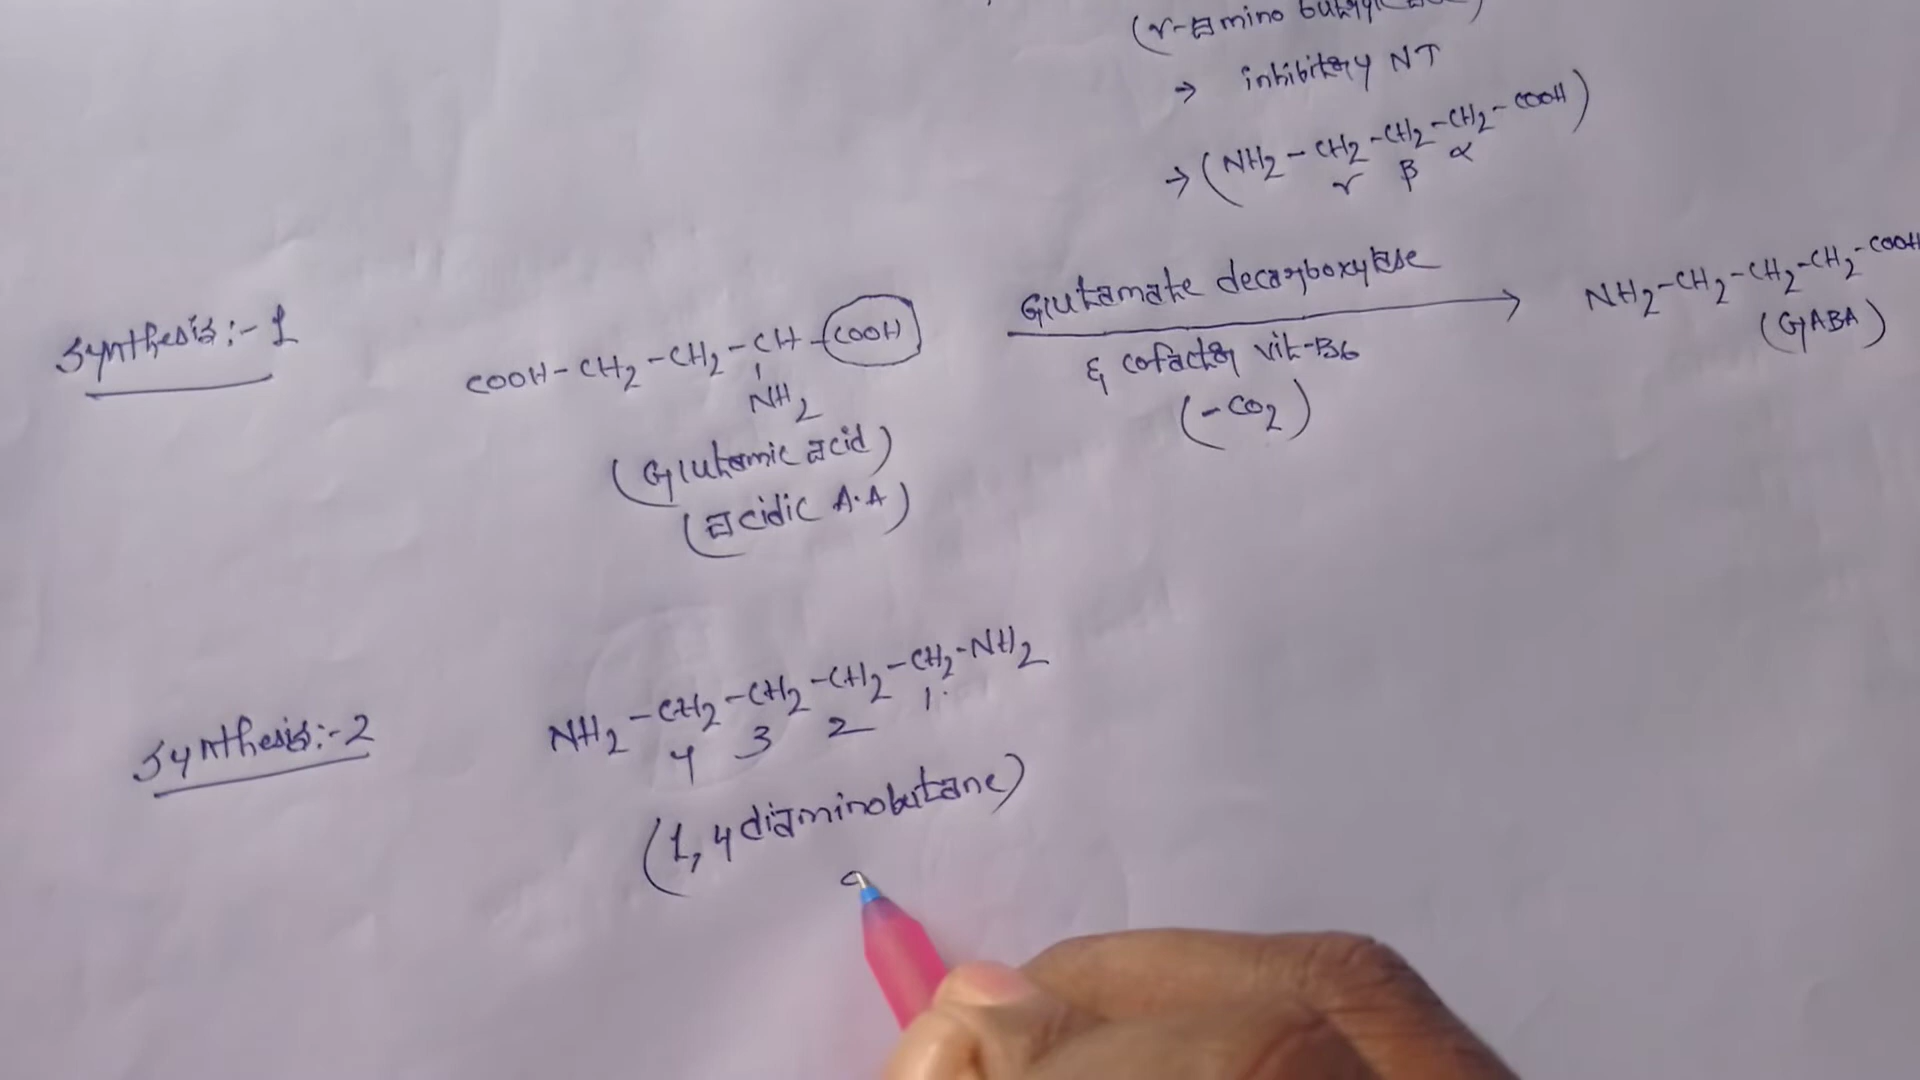 (γ-amino butyric
→ inhibitory NT
→ (NH2-CH2-CH2-CH2-COOH)
γ β α
Synthesis:-1
COOH-CH2-CH2-CH-COOH
NH2
(Glutamic acid)
(acidic A.A)
Glutamate decarboxylase
& cofactor vit-B6
(-CO2)
NH2-CH2-CH2-CH2-COOH
(GABA)
Synthesis:-2
NH2-CH2-CH2-CH2-CH2-NH2
4 3 2 1
(1,4 diaminobutane)